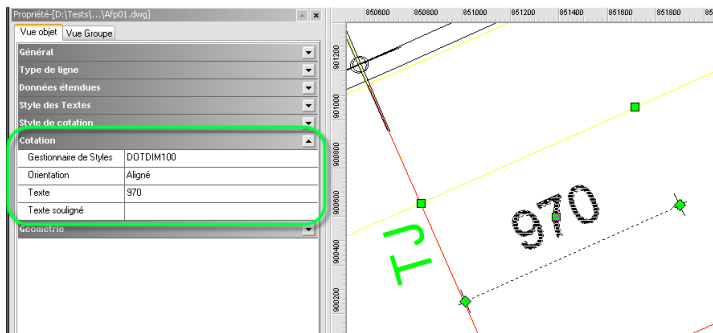 Propriété-[D:\Tests\...\Afp01.dwg]
Vue objet Vue Groupe
Général
Type de ligne
Données étendues
Style des Textes
Style de cotation
Cotation
Gestionnaire de Styles DOTDIM100
Orientation Aligné
Texte 970
Texte souligné
Géométrie
850600 850800 851000 851200 851400 851600 851800 85
901200
901000
900800
900600
900400
900200
970
TJ